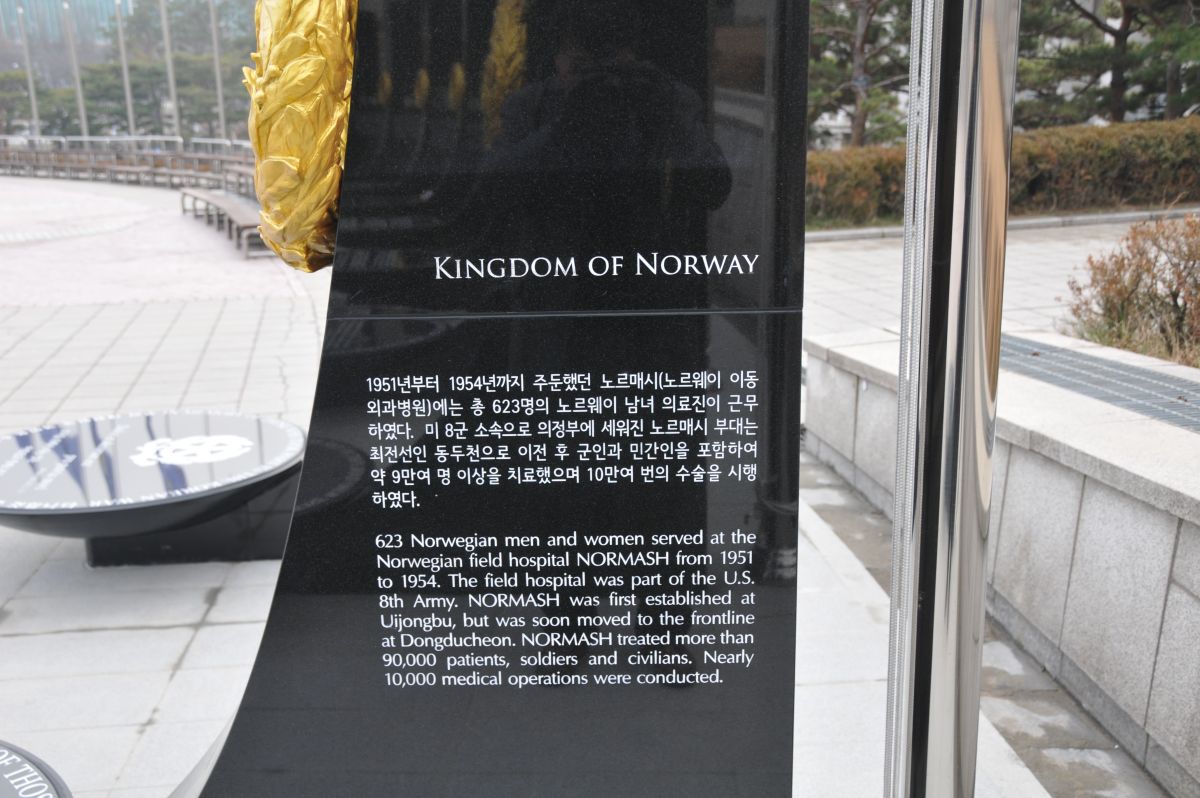 KINGDOM OF NORWAY
1951년부터 1954년까지 주둔했던 노르매시(노르웨이 이동
외과병원)에는 총 623명의 노르웨이 남녀 의료진이 근무
하였다. 미 8군 소속으로 의정부에 세워진 노르매시 부대는
최전선인 동두천으로 이전 후 군인과 민간인을 포함하여
약 9만여 명 이상을 치료했으며 10만여 번의 수술을 시행
하였다.
623 Norwegian men and women served at the
Norwegian field hospital NORMASH from 1951
to 1954. The field hospital was part of the U.S.
8th Army. NORMASH was first established at
Uijongbu, but was soon moved to the frontline
at Dongducheon. NORMASH treated more than
90,000 patients, soldiers and civilians. Nearly
10,000 medical operations were conducted.
OF THOS